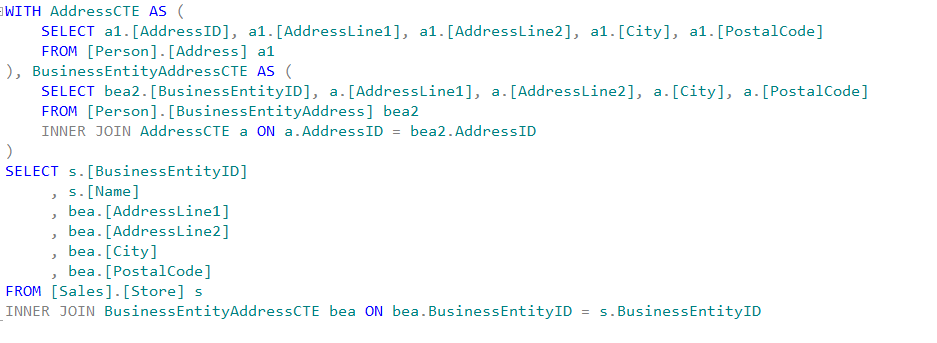 WITH AddressCTE AS (
    SELECT a1.[AddressID], a1.[AddressLine1], a1.[AddressLine2], a1.[City], a1.[PostalCode]
    FROM [Person].[Address] a1
), BusinessEntityAddressCTE AS (
    SELECT bea2.[BusinessEntityID], a.[AddressLine1], a.[AddressLine2], a.[City], a.[PostalCode]
    FROM [Person].[BusinessEntityAddress] bea2
    INNER JOIN AddressCTE a ON a.AddressID = bea2.AddressID
)
SELECT s.[BusinessEntityID]
     , s.[Name]
     , bea.[AddressLine1]
     , bea.[AddressLine2]
     , bea.[City]
     , bea.[PostalCode]
FROM [Sales].[Store] s
INNER JOIN BusinessEntityAddressCTE bea ON bea.BusinessEntityID = s.BusinessEntityID